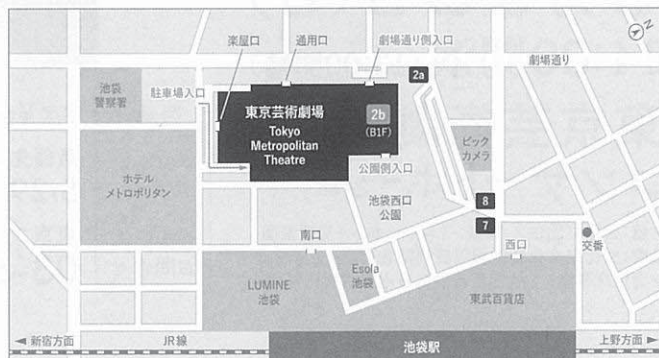 楽屋口
通用口
劇場通り側入口
N
劇場通り
2a
池袋
警察署
駐車場入口
東京芸術劇場
Tokyo
Metropolitan
Theatre
2b
(B1F)
ビック
カメラ
公園側入口
ホテル
メトロポリタン
池袋西口
公園
8
7
南口
西口
交番
LUMINE
池袋
Esola
池袋
東武百貨店
新宿方面
JR線
池袋駅
上野方面